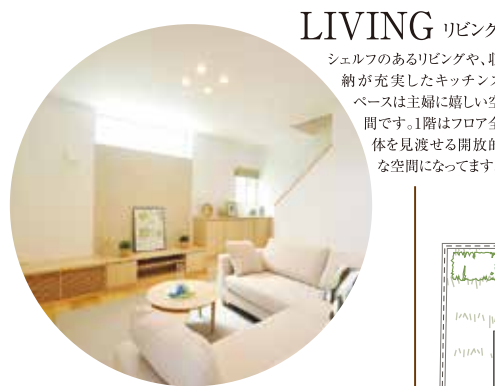 LIVING リビング
シェルフのあるリビングや、収
納が充実したキッチンス
ペースは主婦に嬉しい空
間です。1階はフロア全
体を見渡せる開放的
な空間になってます